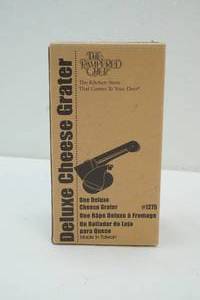 Deluxe Cheese Grater
The
Pampered
Chef
The Kitchen Store
That Comes To Your Door®
One Deluxe
Cheese Grater #1275
Une Râpe Deluxe à Fromage
Un Rallador de Lujo
para Queso
Made in Taiwan